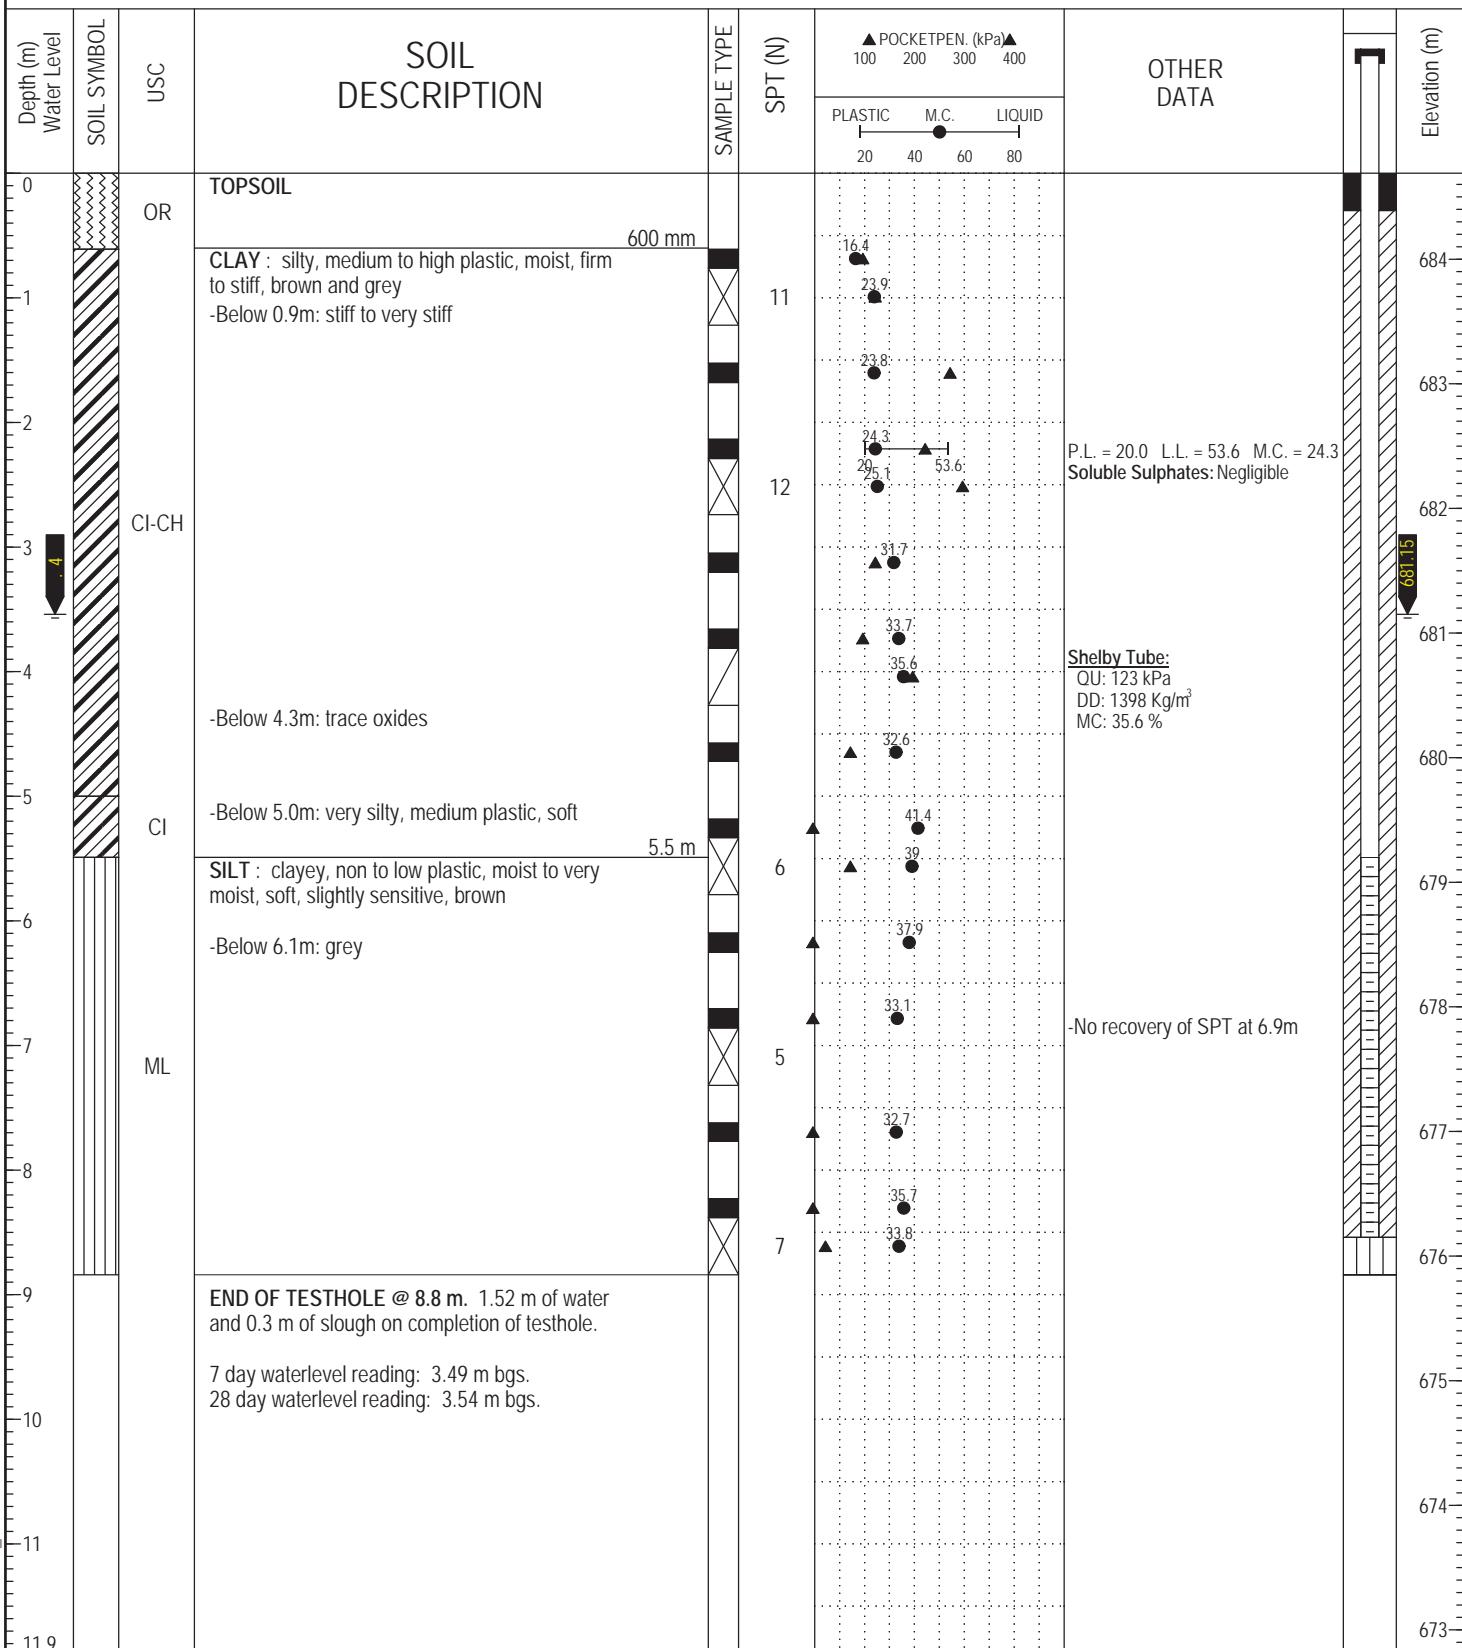 Depth (m)
Water Level
SOIL SYMBOL
USC
SOIL
DESCRIPTION
SAMPLE TYPE
SPT (N)
POCKETPEN. (kPa)
100 200 300 400
PLASTIC M.C. LIQUID
20 40 60 80
OTHER
DATA
Elevation (m)
0
TOPSOIL
OR
600 mm
16.4
684
CLAY : silty, medium to high plastic, moist, firm
to stiff, brown and grey
23.9
1
11
-Below 0.9m: stiff to very stiff
23.8
683
2
24.3
P.L. = 20.0 L.L. = 53.6 M.C. = 24.3
20 53.6
25.1
Soluble Sulphates: Negligible
12
682
CI-CH
3
. 4
31.7
681.15
33.7
681
35.6
Shelby Tube:
4
QU: 123 kPa
DD: 1398 Kg/m3
MC: 35.6 %
-Below 4.3m: trace oxides
32.6
680
5
-Below 5.0m: very silty, medium plastic, soft
41.4
CI
5.5 m
39
6
SILT : clayey, non to low plastic, moist to very
moist, soft, slightly sensitive, brown
679
6
37.9
-Below 6.1m: grey
678
33.1
-No recovery of SPT at 6.9m
7
5
ML
32.7
677
8
35.7
33.8
7
676
9
END OF TESTHOLE @ 8.8 m. 1.52 m of water
and 0.3 m of slough on completion of testhole.
7 day waterlevel reading: 3.49 m bgs.
675
28 day waterlevel reading: 3.54 m bgs.
10
674
11
673
11.9